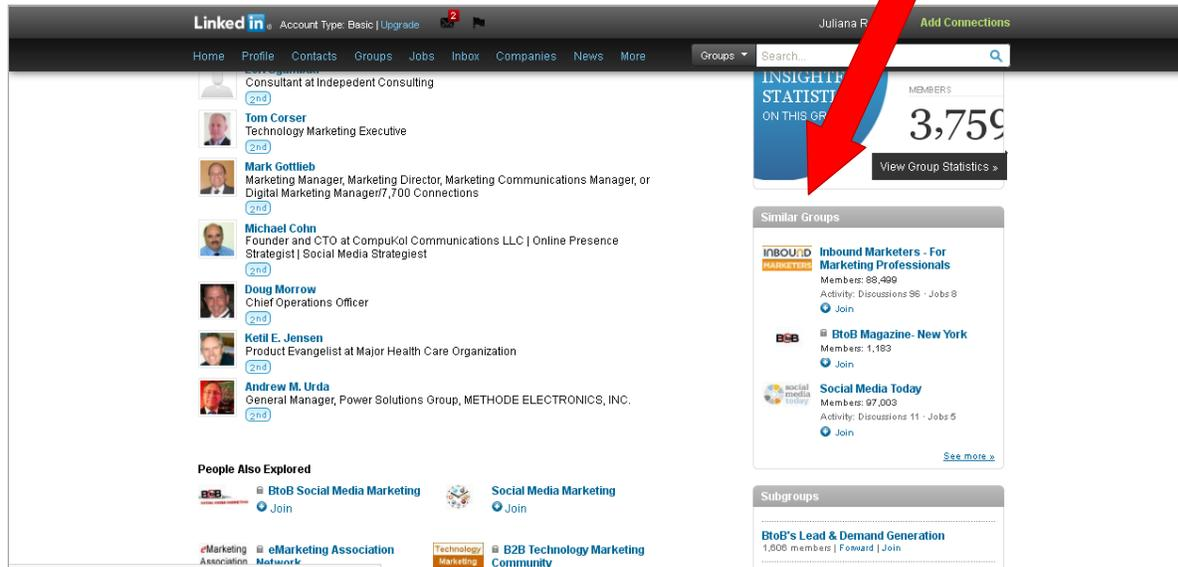 Linked in ® Account Type: Basic | Upgrade 2 Juliana R Add Connections
Home Profile Contacts Groups Jobs Inbox Companies News More Groups Search...
Consultant at Indepedent Consulting
2nd
Tom Corser
Technology Marketing Executive
2nd
Mark Gottlieb
Marketing Manager, Marketing Director, Marketing Communications Manager, or
Digital Marketing Manager/7,700 Connections
2nd
Michael Cohn
Founder and CTO at CompuKol Communications LLC | Online Presence
Strategist | Social Media Strategiest
2nd
Doug Morrow
Chief Operations Officer
2nd
Ketil E. Jensen
Product Evangelist at Major Health Care Organization
2nd
Andrew M. Urda
General Manager, Power Solutions Group, METHODE ELECTRONICS, INC.
2nd
People Also Explored
BtoB Social Media Marketing
Join
Social Media Marketing
Join
eMarketing Association
eMarketing Association
Network
Technology Marketing
B2B Technology Marketing
Community
INSIGHTF
STATIST
ON THIS GR
MEMBERS
3,759
View Group Statistics »
Similar Groups
INBOUND MARKETERS
Inbound Marketers - For
Marketing Professionals
Members: 88,499
Activity: Discussions 96 · Jobs 8
Join
BtoB
BtoB Magazine- New York
Members: 1,183
Join
social media today
Social Media Today
Members: 97,003
Activity: Discussions 11 · Jobs 5
Join
See more »
Subgroups
BtoB's Lead & Demand Generation
1,606 members | Forward | Join